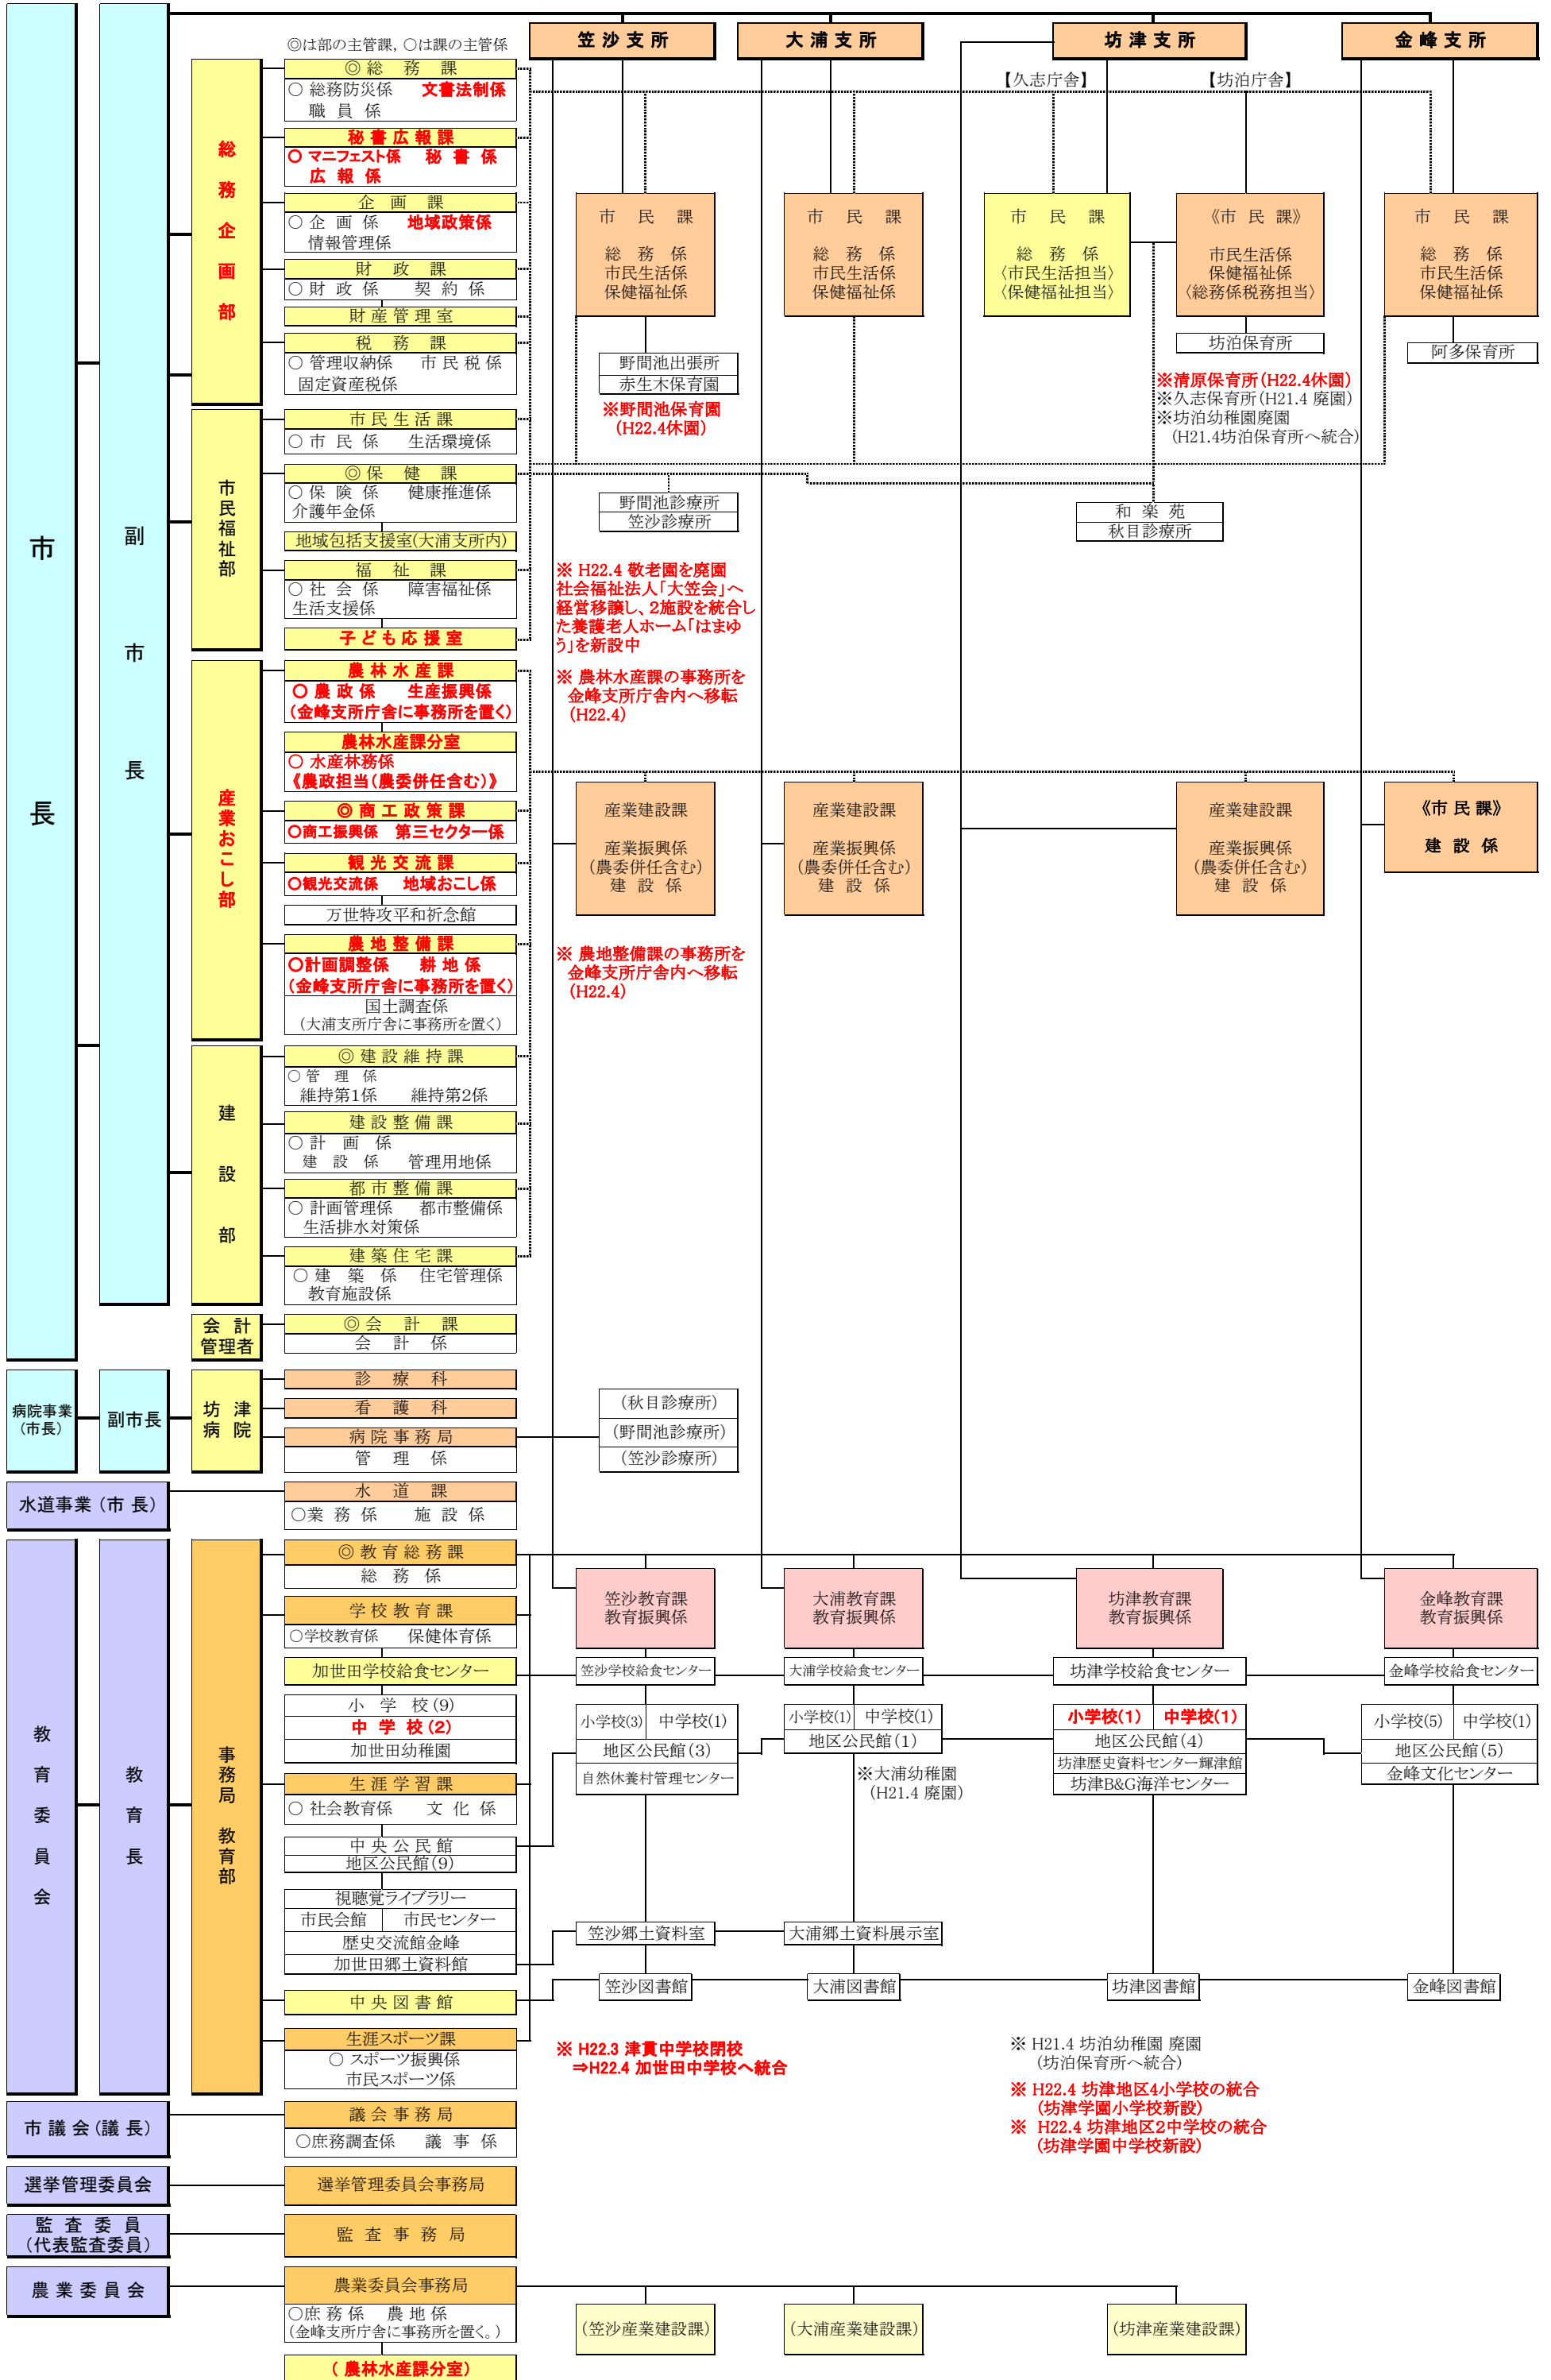 ◎は部の主管課，○は課の主管係
笠 沙 支 所
大 浦 支 所
坊 津 支 所
金 峰 支 所
【久志庁舎】
【坊泊庁舎】
市長
副市長
総務企画部
◎ 総 務 課
○ 総務防災係 文書法制係
職 員 係
秘 書 広 報 課
○ マニフェスト係 秘 書 係
広 報 係
企 画 課
○ 企 画 係 地域政策係
情報管理係
財 政 課
○ 財 政 係 契 約 係
財 産 管 理 室
税 務 課
○ 管理収納係 市 民 税 係
固定資産税係
市 民 課
総 務 係
市民生活係
保健福祉係
野間池出張所
赤生木保育園
※野間池保育園
(H22.4休園)
市 民 課
総 務 係
市民生活係
保健福祉係
市 民 課
総 務 係
〈市民生活担当〉
〈保健福祉担当〉
《市 民 課》
市民生活係
保健福祉係
〈総務係税務担当〉
坊泊保育所
※清原保育所(H22.4休園)
※久志保育所(H21.4 廃園)
※坊泊幼稚園廃園
(H21.4坊泊保育所へ統合)
市 民 課
総 務 係
市民生活係
保健福祉係
阿多保育所
市民福祉部
市 民 生 活 課
○ 市 民 係 生活環境係
◎ 保 健 課
○ 保 険 係 健康推進係
介護年金係
地域包括支援室(大浦支所内)
福 祉 課
○ 社 会 係 障害福祉係
生活支援係
子 ど も 応 援 室
野間池診療所
笠沙診療所
和 楽 苑
秋目診療所
※ H22.4 敬老園を廃園
社会福祉法人「大笠会」へ
経営移譲し、2施設を統合し
た養護老人ホーム「はまゆ
う」を新設中
※ 農林水産課の事務所を
金峰支所庁舎内へ移転
(H22.4)
産業おこし部
農 林 水 産 課
○ 農 政 係 生産振興係
(金峰支所庁舎に事務所を置く)
農林水産課分室
○ 水産林務係
《農政担当(農委併任含む)》
◎ 商 工 政 策 課
○商工振興係 第三セクター係
観 光 交 流 課
○観光交流係 地域おこし係
万世特攻平和祈念館
農 地 整 備 課
○計画調整係 耕 地 係
(金峰支所庁舎に事務所を置く)
国土調査係
(大浦支所庁舎に事務所を置く)
産業建設課
産業振興係
(農委併任含む)
建 設 係
産業建設課
産業振興係
(農委併任含む)
建 設 係
産業建設課
産業振興係
(農委併任含む)
建 設 係
《市 民 課》
建 設 係
※ 農地整備課の事務所を
金峰支所庁舎内へ移転
(H22.4)
建設部
◎ 建 設 維 持 課
○ 管 理 係
維持第1係 維持第2係
建 設 整 備 課
○ 計 画 係
建 設 係 管理用地係
都 市 整 備 課
○ 計画管理係 都市整備係
生活排水対策係
建 築 住 宅 課
○ 建 築 係 住宅管理係
教育施設係
会 計
管理者
◎ 会 計 課
会 計 係
病院事業
(市長)
副市長
坊 津
病 院
診 療 科
看 護 科
病 院 事 務 局
管 理 係
(秋目診療所)
(野間池診療所)
(笠沙診療所)
水道事業 (市 長)
水 道 課
○業 務 係 施 設 係
教育委員会
教育長
事務局 教育部
◎ 教 育 総 務 課
総 務 係
学 校 教 育 課
○学校教育係 保健体育係
加世田学校給食センター
小 学 校 (9)
中 学 校 (2)
加世田幼稚園
生 涯 学 習 課
○ 社会教育係 文 化 係
中 央 公 民 館
地区公民館(9)
視聴覚ライブラリー
市民会館 市民センター
歴史交流館金峰
加世田郷土資料館
中 央 図 書 館
生涯スポーツ課
○ スポーツ振興係
市民スポーツ係
笠沙教育課
教育振興係
大浦教育課
教育振興係
坊津教育課
教育振興係
金峰教育課
教育振興係
笠沙学校給食センター
大浦学校給食センター
坊津学校給食センター
金峰学校給食センター
小学校(3) 中学校(1)
地区公民館(3)
自然休養村管理センター
小学校(1) 中学校(1)
地区公民館(1)
※大浦幼稚園
(H21.4 廃園)
小学校(1) 中学校(1)
地区公民館(4)
坊津歴史資料センター輝津館
坊津B&G海洋センター
小学校(5) 中学校(1)
地区公民館(5)
金峰文化センター
笠沙郷土資料室
大浦郷土資料展示室
笠沙図書館
大浦図書館
坊津図書館
金峰図書館
※ H22.3 津貫中学校閉校
⇒H22.4 加世田中学校へ統合
※ H21.4 坊泊幼稚園 廃園
(坊泊保育所へ統合)
※ H22.4 坊津地区4小学校の統合
(坊津学園小学校新設)
※ H22.4 坊津地区2中学校の統合
(坊津学園中学校新設)
市 議 会 (議 長)
議 会 事 務 局
○庶務調査係 議 事 係
選挙管理委員会
選挙管理委員会事務局
監 査 委 員
(代表監査委員)
監 査 事 務 局
農 業 委 員 会
農業委員会事務局
○庶 務 係 農 地 係
(金峰支所庁舎に事務所を置く。)
( 農林水産課分室)
(笠沙産業建設課)
(大浦産業建設課)
(坊津産業建設課)